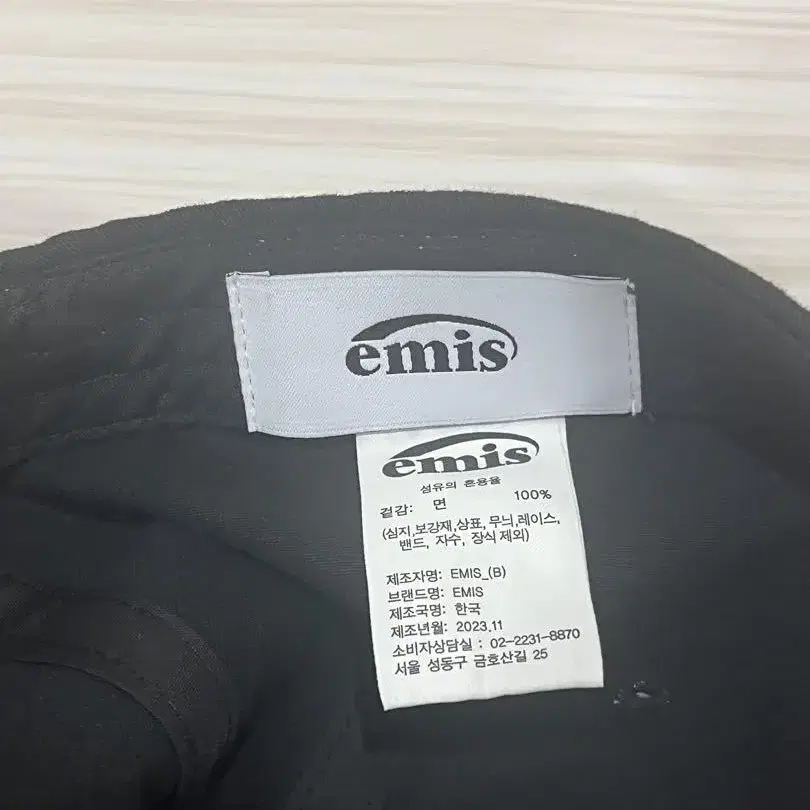 emis
emis
섬유의 혼용율
겉감: 면 100%
(심지,보강재,상표, 무늬,레이스,
밴드, 자수, 장식 제외)
제조자명: EMIS_(B)
브랜드명: EMIS
제조국명: 한국
제조년월: 2023.11
소비자상담실 : 02-2231-8870
서울 성동구 금호산길 25